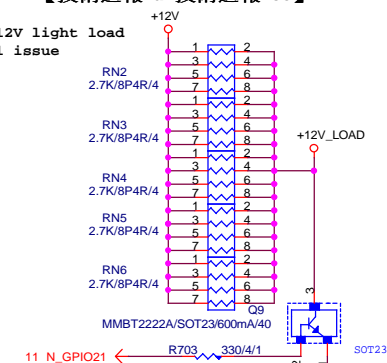 +12V
12V light load
issue
1 2
3 4
RN2 5 6
2.7K/8P4R/4 7 8
1 2
3 4
RN3 5 6
2.7K/8P4R/4 7 8
1 2
3 4
RN4 5 6
2.7K/8P4R/4 7 8
1 2
RN5 3 4
2.7K/8P4R/4 5 6
7 8
1 2
RN6 3 4
2.7K/8P4R/4 5 6
7 8
+12V_LOAD
Q9
MMBT2222A/SOT23/600mA/40
3
SOT23
R703 330/4/1
11 N_GPIO21